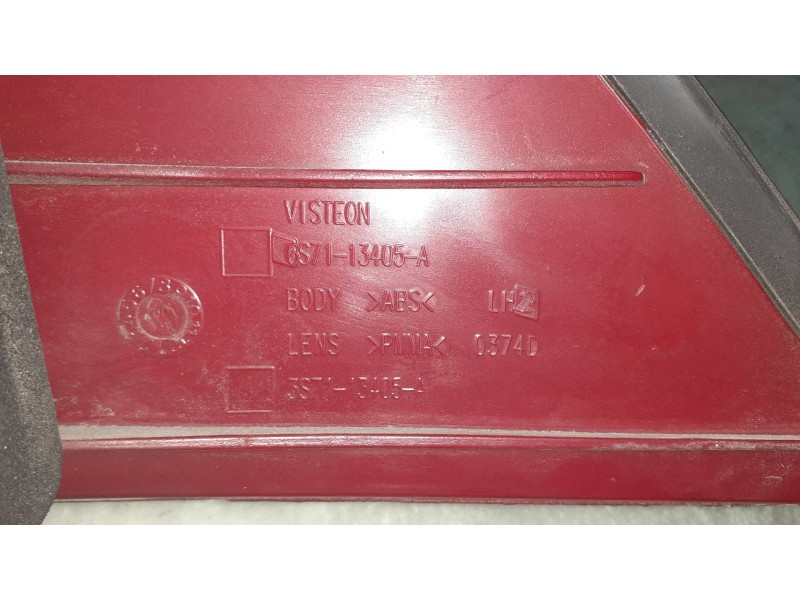 VISTEON
6S71-13405-A
BODY >ABS< LH2
LENS >PMMA< 0374D
3S71-13405-A